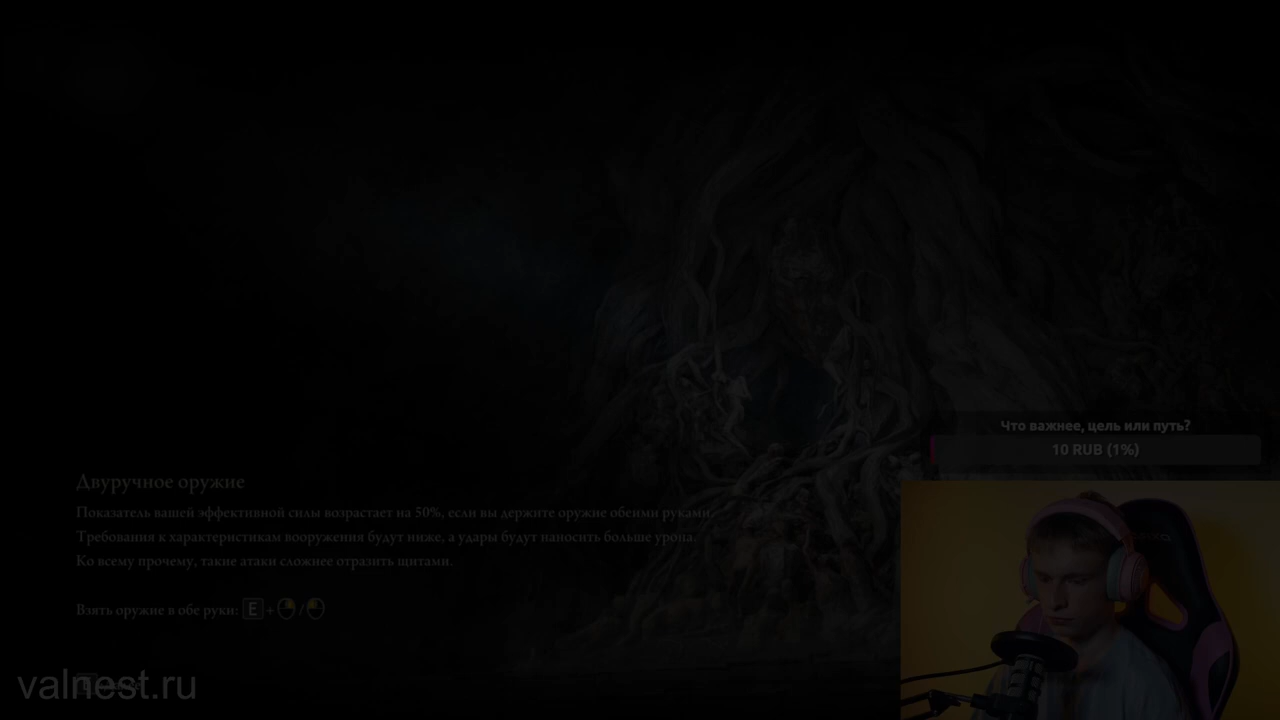 Что важнее, цель или путь?
10 RUB (1%)
Двуручное оружие
Показатель вашей эффективной силы возрастает на 50%, если вы держите оружие обеими руками.
Требования к характеристикам вооружения будут ниже, а удары будут наносить больше урона.
Ко всему прочему, такие атаки сложнее отразить щитами.
Взять оружие в обе руки: E + /
valnest.ru